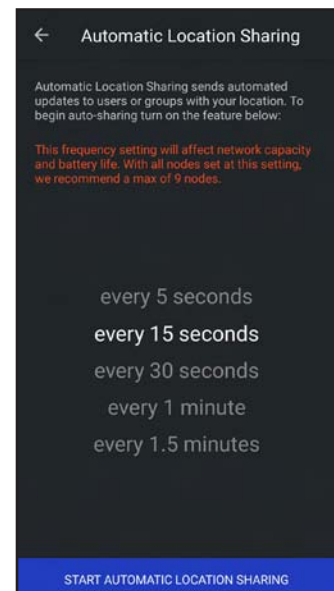 Automatic Location Sharing
Automatic Location Sharing sends automated
updates to users or groups with your location. To
begin auto-sharing turn on the feature below:
This frequency setting will affect network capacity
and battery life. With all nodes set at this setting,
we recommend a max of 9 nodes.
every 5 seconds
every 15 seconds
every 30 seconds
every 1 minute
every 1.5 minutes
START AUTOMATIC LOCATION SHARING